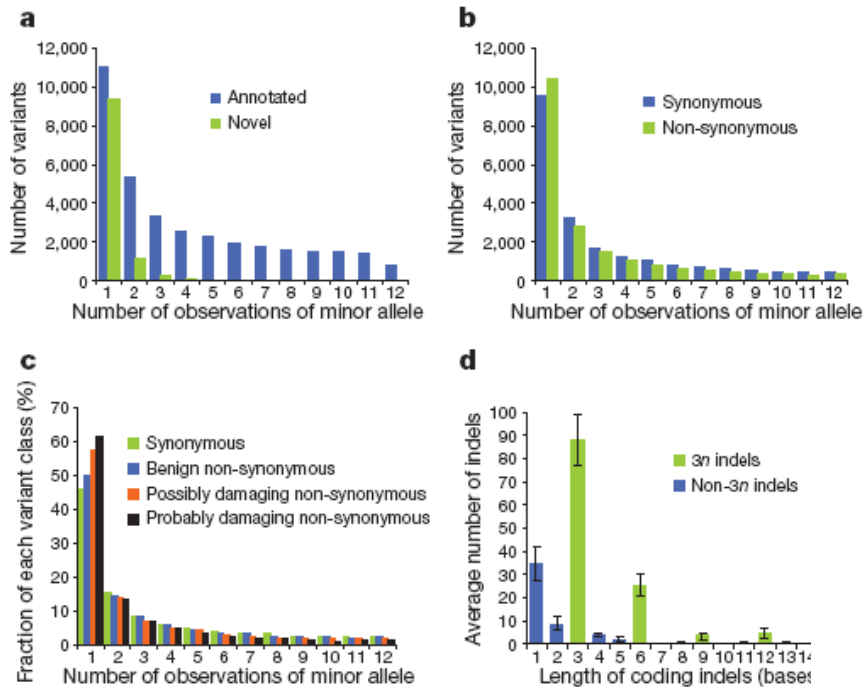 a
12,000
10,000
8,000
6,000
4,000
2,000
0
Number of variants
Annotated
Novel
1 2 3 4 5 6 7 8 9 10 11 12
Number of observations of minor allele
b
12,000
10,000
8,000
6,000
4,000
2,000
0
Number of variants
Synonymous
Non-synonymous
1 2 3 4 5 6 7 8 9 10 11 12
Number of observations of minor allele
c
70
60
50
40
30
20
10
0
Fraction of each variant class (%)
Synonymous
Benign non-synonymous
Possibly damaging non-synonymous
Probably damaging non-synonymous
1 2 3 4 5 6 7 8 9 10 11 12
Number of observations of minor allele
d
100
90
80
70
60
50
40
30
20
10
0
Average number of indels
3n indels
Non-3n indels
1 2 3 4 5 6 7 8 9 10 11 12 13 14
Length of coding indels (bases